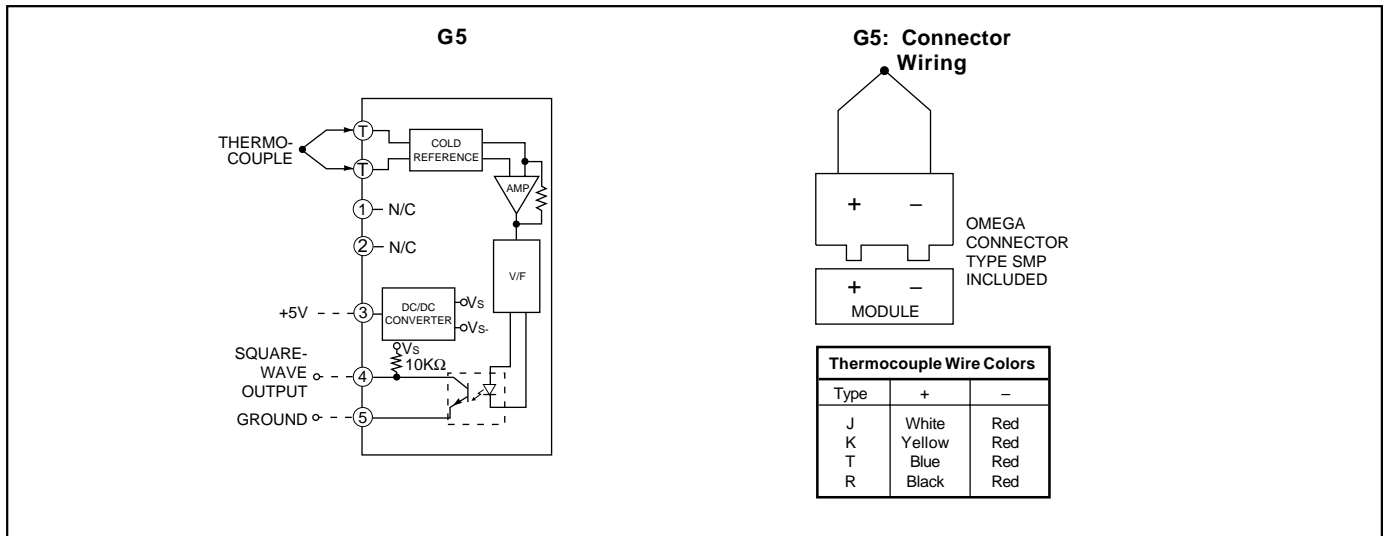 G5
THERMO-
COUPLE
T
T
COLD
REFERENCE
AMP
1 N/C
2 N/C
V/F
+5V
3
DC/DC
CONVERTER
VS
VS-
VS
10KΩ
SQUARE-
WAVE
OUTPUT
4
GROUND
5
G5: Connector
Wiring
+ –
OMEGA
CONNECTOR
TYPE SMP
INCLUDED
+ –
MODULE
Thermocouple Wire Colors
Type + –
J White Red
K Yellow Red
T Blue Red
R Black Red